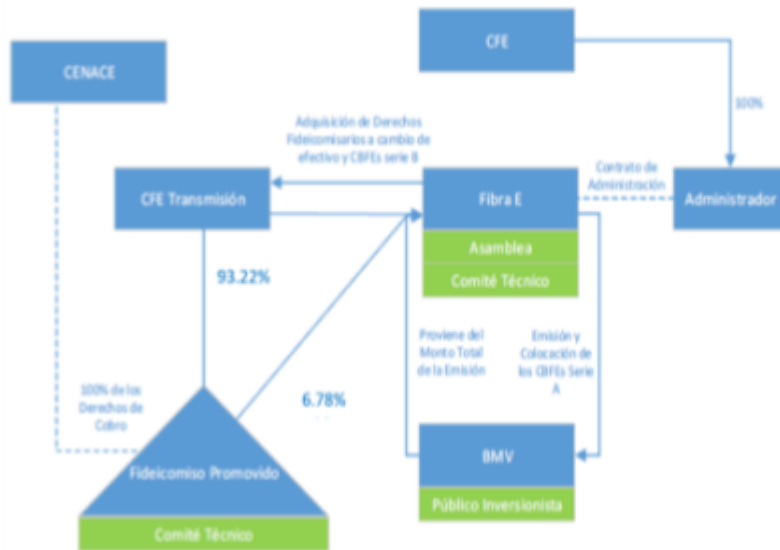 CFE
CENACE
100%
Adquisición de Derechos
Fideicomisarios a cambio de
efectivo y CBFEs serie B
Contrato de
Administración
CFE Transmisión
Fibra E
Administrador
Asamblea
Comité Técnico
93.22%
Proviene del
Monto Total
de la Emisión
Emisión y
Colocación de
los CBFEs Serie
A
100% de los
Derechos de
Cobro
6.78%
BMV
Fideicomiso Promovido
Público Inversionista
Comité Técnico